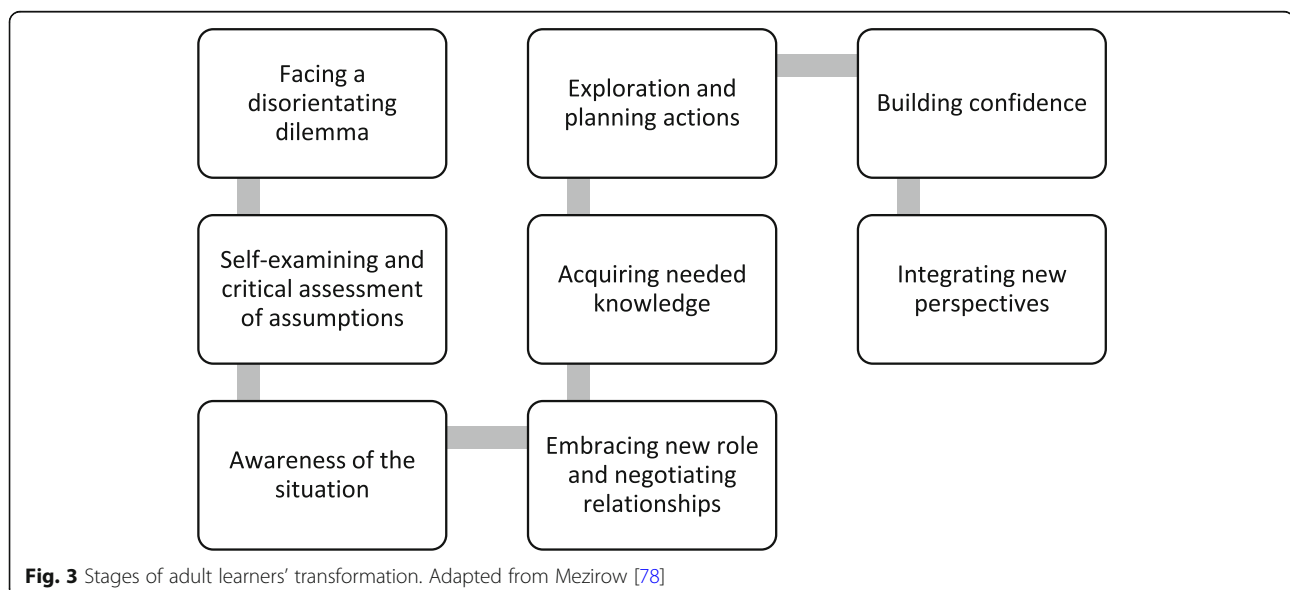 Facing a
disorientating
dilemma
Self-examining and
critical assessment
of assumptions
Awareness of the
situation
Embracing new role
and negotiating
relationships
Acquiring needed
knowledge
Exploration and
planning actions
Building confidence
Integrating new
perspectives
Fig. 3 Stages of adult learners’ transformation. Adapted from Mezirow [78]